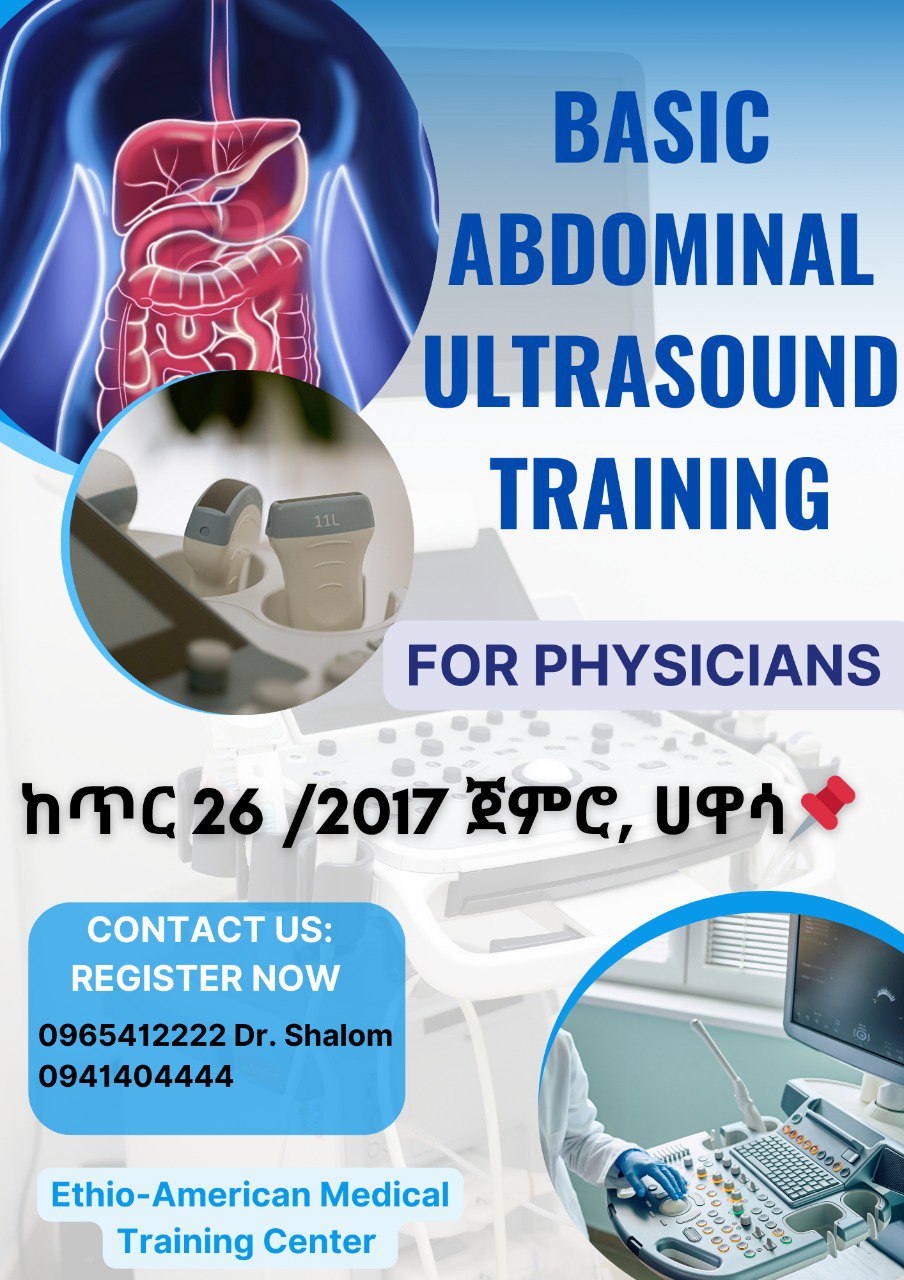 BASIC
ABDOMINAL
ULTRASOUND
TRAINING
11L
FOR PHYSICIANS
ከጥር 26 /2017 ጀምሮ, ሀዋሳ
CONTACT US:
REGISTER NOW
0965412222 Dr. Shalom
0941404444
Ethio-American Medical
Training Center